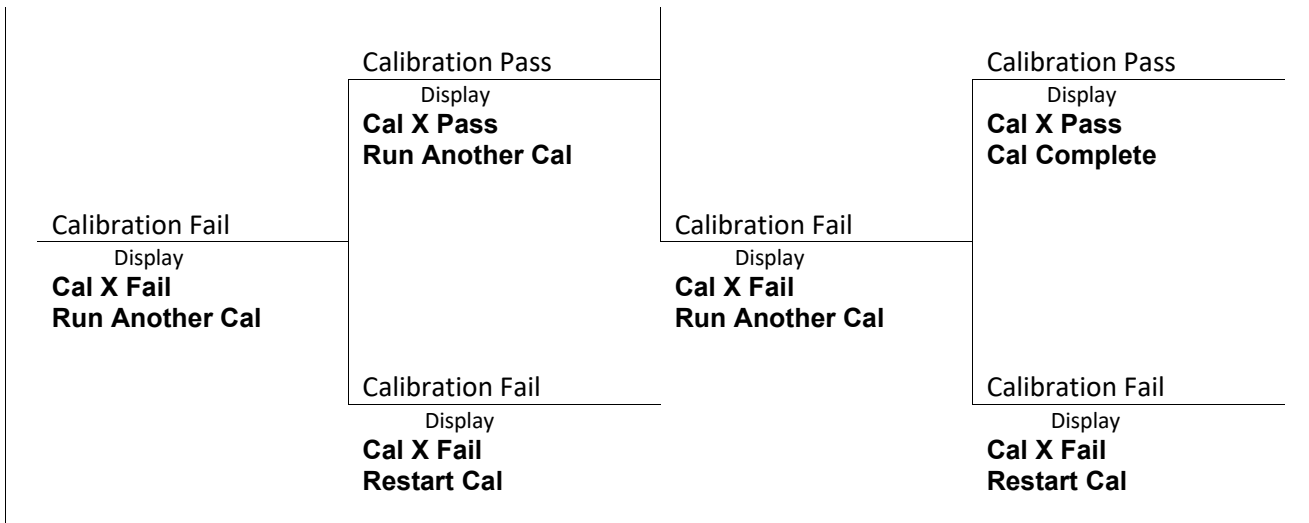 Calibration Pass
Display
Cal X Pass
Run Another Cal
Calibration Pass
Display
Cal X Pass
Cal Complete
Calibration Fail
Display
Cal X Fail
Run Another Cal
Calibration Fail
Display
Cal X Fail
Run Another Cal
Calibration Fail
Display
Cal X Fail
Restart Cal
Calibration Fail
Display
Cal X Fail
Restart Cal